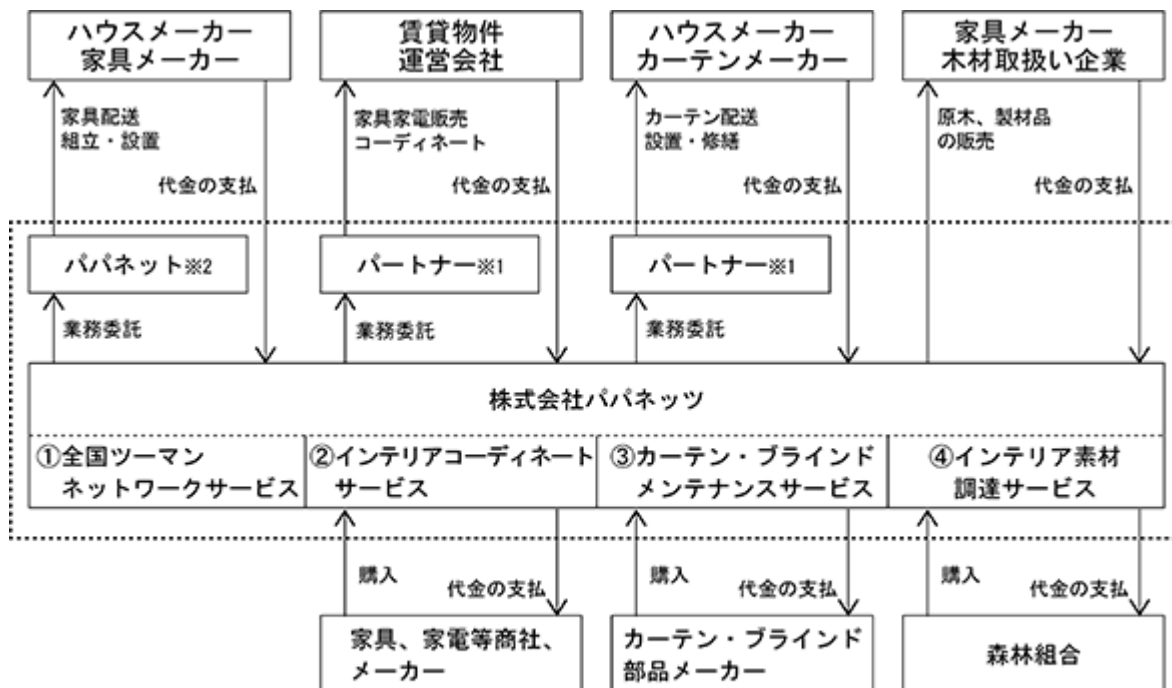 ハウスメーカー
家具メーカー
賃貸物件
運営会社
ハウスメーカー
カーテンメーカー
家具メーカー
木材取扱い企業
家具配送
組立・設置
代金の支払
家具家電販売
コーディネート
代金の支払
カーテン配送
設置・修繕
代金の支払
原木、製材品
の販売
代金の支払
パパネット※2
パートナー※1
パートナー※1
業務委託
業務委託
業務委託
株式会社パパネッツ
①全国ツーマン
ネットワークサービス
②インテリアコーディネート
サービス
③カーテン・ブラインド
メンテナンスサービス
④インテリア素材
調達サービス
購入
代金の支払
購入
代金の支払
購入
代金の支払
家具、家電等商社、
メーカー
カーテン・ブラインド
部品メーカー
森林組合